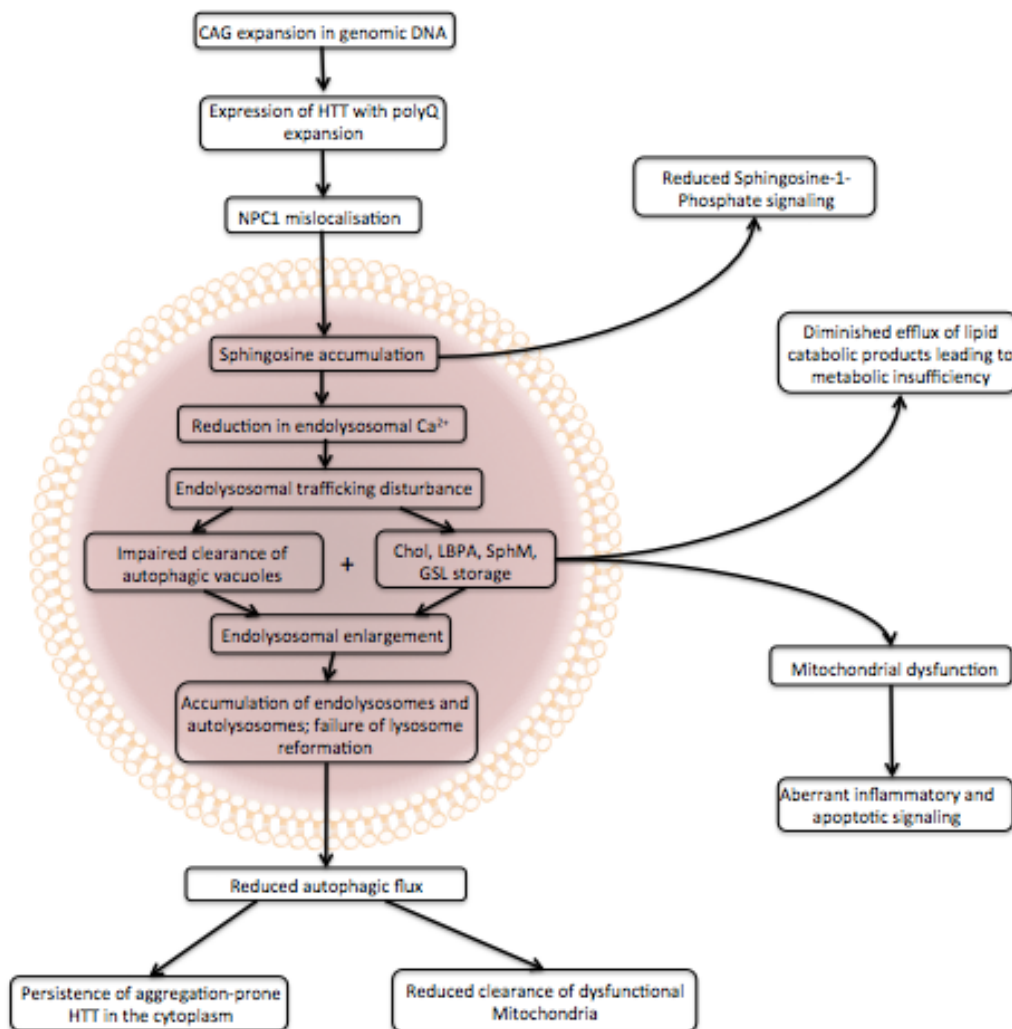 CAG expansion in genomic DNA
Expression of HTT with polyQ
expansion
NPC1 mislocalisation
Reduced Sphingosine-1-
Phosphate signaling
Sphingosine accumulation
Diminished efflux of lipid
catabolic products leading to
metabolic insufficiency
Reduction in endolysosomal Ca²⁺
Endolysosomal trafficking disturbance
Impaired clearance of
autophagic vacuoles
+
Chol, LBPA, SphM,
GSL storage
Endolysosomal enlargement
Mitochondrial dysfunction
Accumulation of endolysosomes and
autolysosomes; failure of lysosome
reformation
Aberrant inflammatory and
apoptotic signaling
Reduced autophagic flux
Persistence of aggregation-prone
HTT in the cytoplasm
Reduced clearance of dysfunctional
Mitochondria